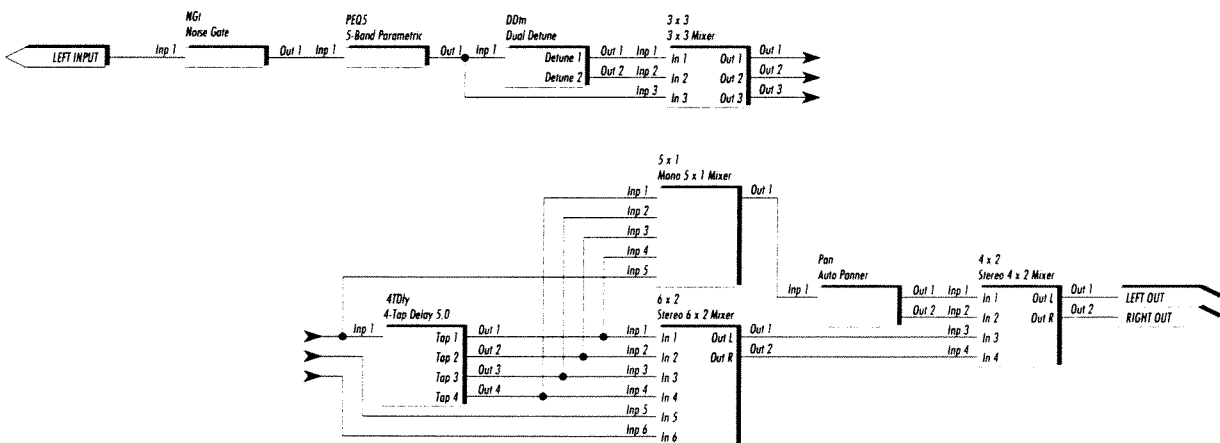 NGt
Noise Gate
PEQ5
5-Band Parametric
DDtn
Dual Detune
3 x 3
3 x 3 Mixer
LEFT INPUT
Inp 1
Out 1
Inp 1
Out 1
Inp 1
Detune 1
Out 1
Inp 1
In 1
Out 1
Out 1
Detune 2
Out 2
Inp 2
In 2
Out 2
Out 2
Inp 3
In 3
Out 3
Out 3
5 x 1
Mono 5 x 1 Mixer
Inp 1
Out 1
Inp 2
Inp 3
Inp 4
Inp 5
Pan
Auto Panner
4 x 2
Stereo 4 x 2 Mixer
Inp 1
Out 1
Inp 1
In 1
Out L
Out 1
LEFT OUT
Out 2
Inp 2
In 2
Out R
Out 2
RIGHT OUT
Inp 3
In 3
Inp 4
In 4
4TDly
4-Tap Delay 5.0
6 x 2
Stereo 6 x 2 Mixer
Inp 1
Tap 1
Out 1
Inp 1
In 1
Out L
Out 1
Tap 2
Out 2
Inp 2
In 2
Out R
Out 2
Tap 3
Out 3
Inp 3
In 3
Tap 4
Out 4
Inp 4
In 4
Inp 5
In 5
Inp 6
In 6